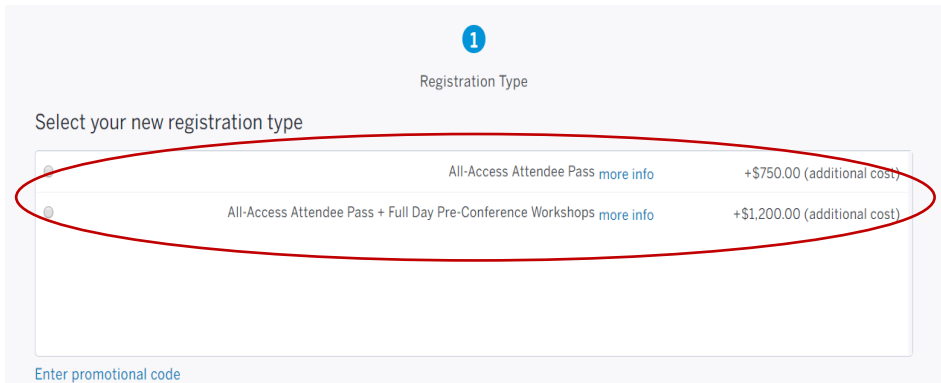 1
Registration Type
Select your new registration type
All-Access Attendee Pass more info +$750.00 (additional cost)
All-Access Attendee Pass + Full Day Pre-Conference Workshops more info +$1,200.00 (additional cost)
Enter promotional code